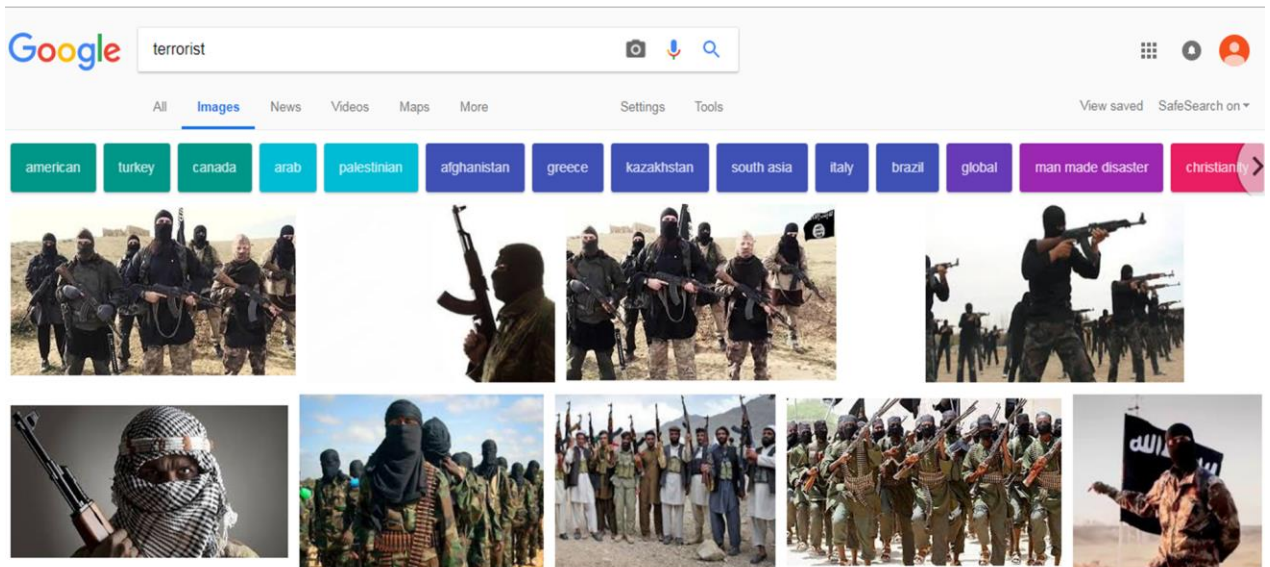 Google terrorist
All Images News Videos Maps More Settings Tools View saved SafeSearch on
american turkey canada arab palestinian afghanistan greece kazakhstan south asia italy brazil global man made disaster christianity